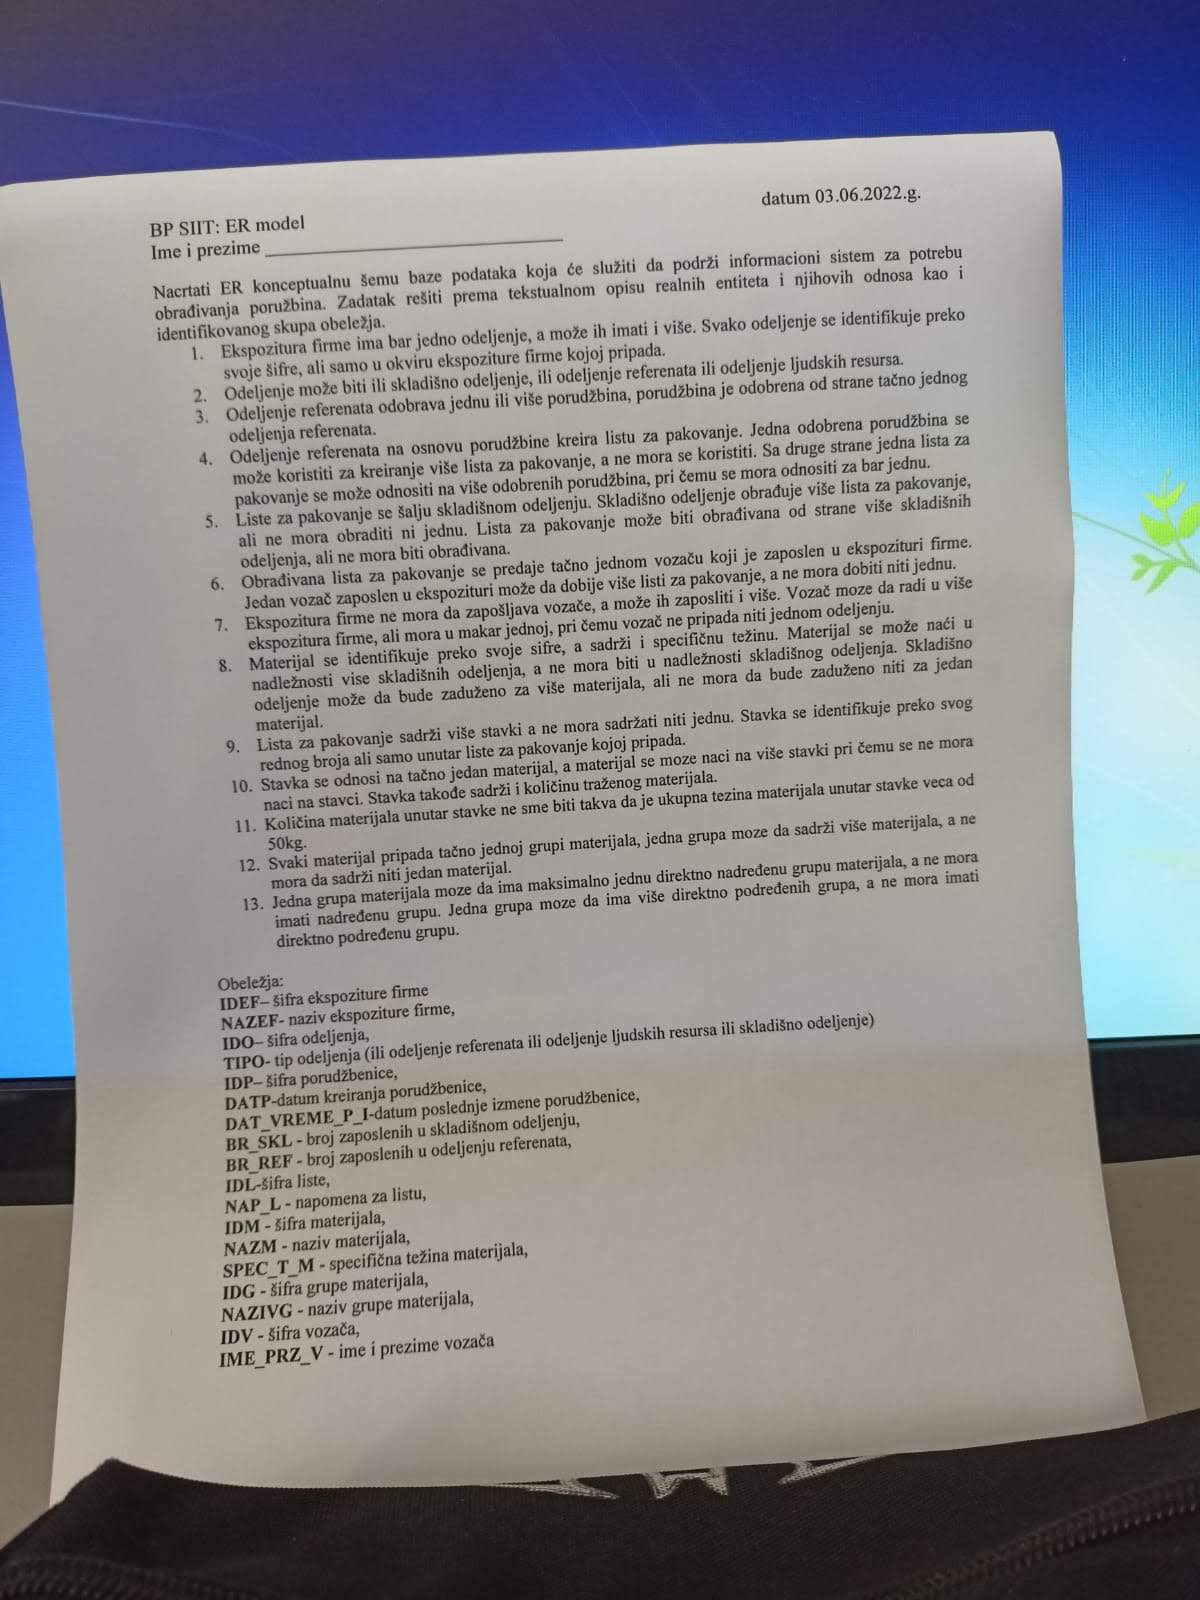 datum 03.06.2022.g.
BP SIIT: ER model
Ime i prezime
Nacrtati ER konceptualnu šemu baze podataka koja će služiti da podrži informacioni sistem za potrebu
obrađivanja poružbina. Zadatak rešiti prema tekstualnom opisu realnih entiteta i njihovih odnosa kao i
identifikovanog skupa obeležja.
1. Ekspozitura firme ima bar jedno odeljenje, a može ih imati i više. Svako odeljenje se identifikuje preko
svoje šifre, ali samo u okviru ekspoziture firme kojoj pripada.
2. Odeljenje može biti ili skladišno odeljenje, ili odeljenje referenata ili odeljenje ljudskih resursa.
3. Odeljenje referenata odobrava jednu ili više porudžbina, porudžbina je odobrena od strane tačno jednog
odeljenja referenata.
4. Odeljenje referenata na osnovu porudžbine kreira listu za pakovanje. Jedna odobrena porudžbina se
može koristiti za kreiranje više lista za pakovanje, a ne mora se koristiti. Sa druge strane jedna lista za
pakovanje se može odnositi na više odobrenih porudžbina, pri čemu se mora odnositi za bar jednu.
5. Liste za pakovanje se šalju skladišnom odeljenju. Skladišno odeljenje obrađuje više lista za pakovanje,
ali ne mora obraditi ni jednu. Lista za pakovanje može biti obrađivana od strane više skladišnih
odeljenja, ali ne mora biti obrađivana.
6. Obrađivana lista za pakovanje se predaje tačno jednom vozaču koji je zaposlen u ekspozituri firme.
Jedan vozač zaposlen u ekspozituri može da dobije više listi za pakovanje, a ne mora dobiti niti jednu.
7. Ekspozitura firme ne mora da zapošljava vozače, a može ih zaposliti i više. Vozač moze da radi u više
ekspozitura firme, ali mora u makar jednoj, pri čemu vozač ne pripada niti jednom odeljenju.
8. Materijal se identifikuje preko svoje sifre, a sadrži i specifičnu težinu. Materijal se može naći u
nadležnosti vise skladišnih odeljenja, a ne mora biti u nadležnosti skladišnog odeljenja. Skladišno
odeljenje može da bude zaduženo za više materijala, ali ne mora da bude zaduženo niti za jedan
materijal.
9. Lista za pakovanje sadrži više stavki a ne mora sadržati niti jednu. Stavka se identifikuje preko svog
rednog broja ali samo unutar liste za pakovanje kojoj pripada.
10. Stavka se odnosi na tačno jedan materijal, a materijal se moze naci na više stavki pri čemu se ne mora
naci na stavci. Stavka takođe sadrži i količinu traženog materijala.
11. Količina materijala unutar stavke ne sme biti takva da je ukupna tezina materijala unutar stavke veca od
50kg.
12. Svaki materijal pripada tačno jednoj grupi materijala, jedna grupa moze da sadrži više materijala, a ne
mora da sadrži niti jedan materijal.
13. Jedna grupa materijala moze da ima maksimalno jednu direktno nadređenu grupu materijala, a ne mora
imati nadređenu grupu. Jedna grupa moze da ima više direktno podređenih grupa, a ne mora imati
direktno podređenu grupu.
Obeležja:
IDEF– šifra ekspoziture firme
NAZEF- naziv ekspoziture firme,
IDO– šifra odeljenja,
TIPO- tip odeljenja (ili odeljenje referenata ili odeljenje ljudskih resursa ili skladišno odeljenje)
IDP– šifra porudžbenice,
DATP-datum kreiranja porudžbenice,
DAT_VREME_P_I-datum poslednje izmene porudžbenice,
BR_SKL - broj zaposlenih u skladišnom odeljenju,
BR_REF - broj zaposlenih u odeljenju referenata,
IDL-šifra liste,
NAP_L - napomena za listu,
IDM - šifra materijala,
NAZM - naziv materijala,
SPEC_T_M - specifična težina materijala,
IDG - šifra grupe materijala,
NAZIVG - naziv grupe materijala,
IDV - šifra vozača,
IME_PRZ_V - ime i prezime vozača